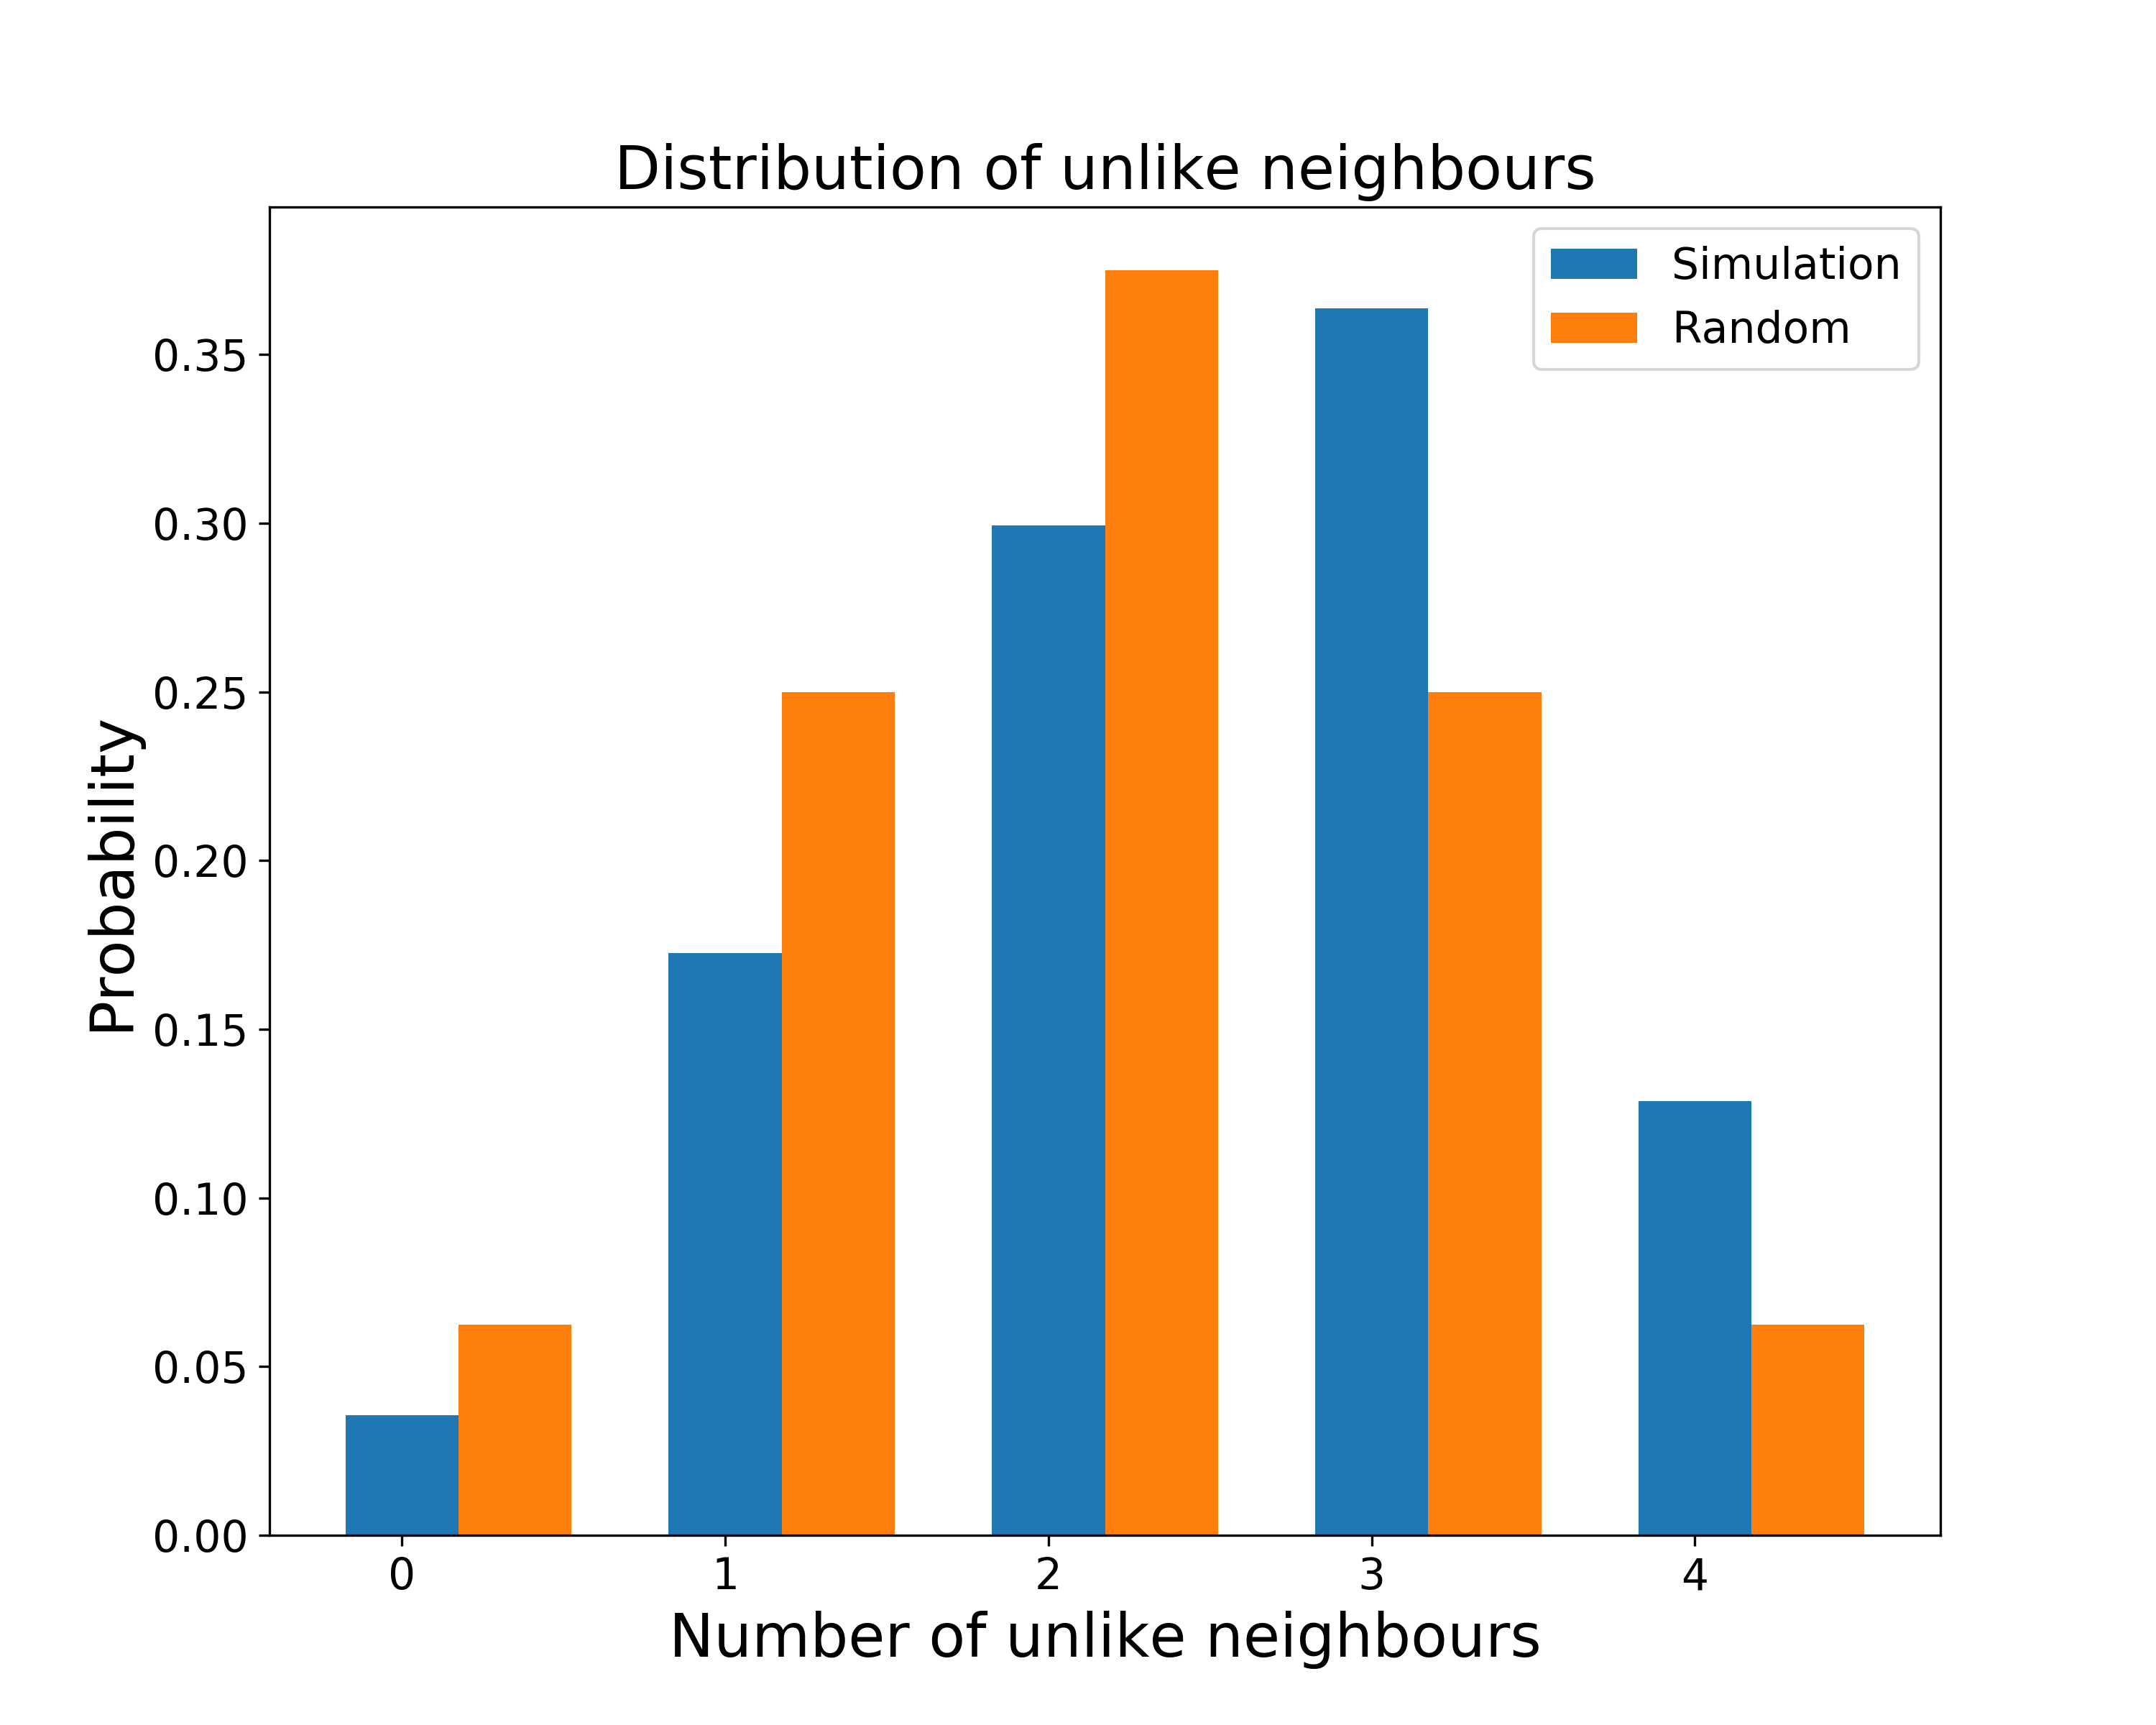 Distribution of unlike neighbours
Simulation
Random
0.35
0.30
0.25
0.20
0.15
0.10
0.05
0.00
Probability
0 1 2 3 4
Number of unlike neighbours